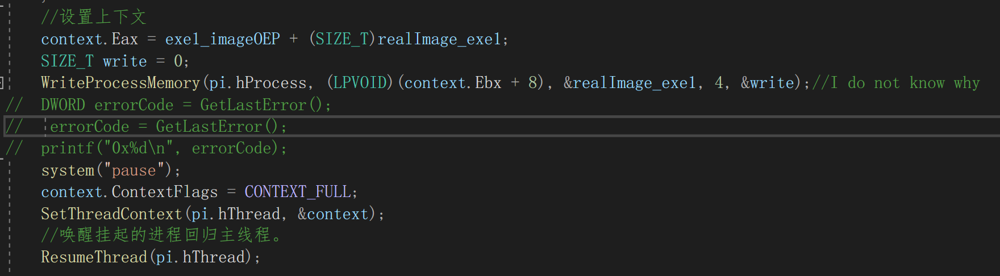 //设置上下文
context.Eax = exe1_imageOEP + (SIZE_T)realImage_exe1;
SIZE_T write = 0;
WriteProcessMemory(pi.hProcess, (LPVOID)(context.Ebx + 8), &realImage_exe1, 4, &write);//I do not know why
// DWORD errorCode = GetLastError();
// errorCode = GetLastError();
// printf("0x%d\n", errorCode);
system("pause");
context.ContextFlags = CONTEXT_FULL;
SetThreadContext(pi.hThread, &context);
//唤醒挂起的进程回归主线程。
ResumeThread(pi.hThread);